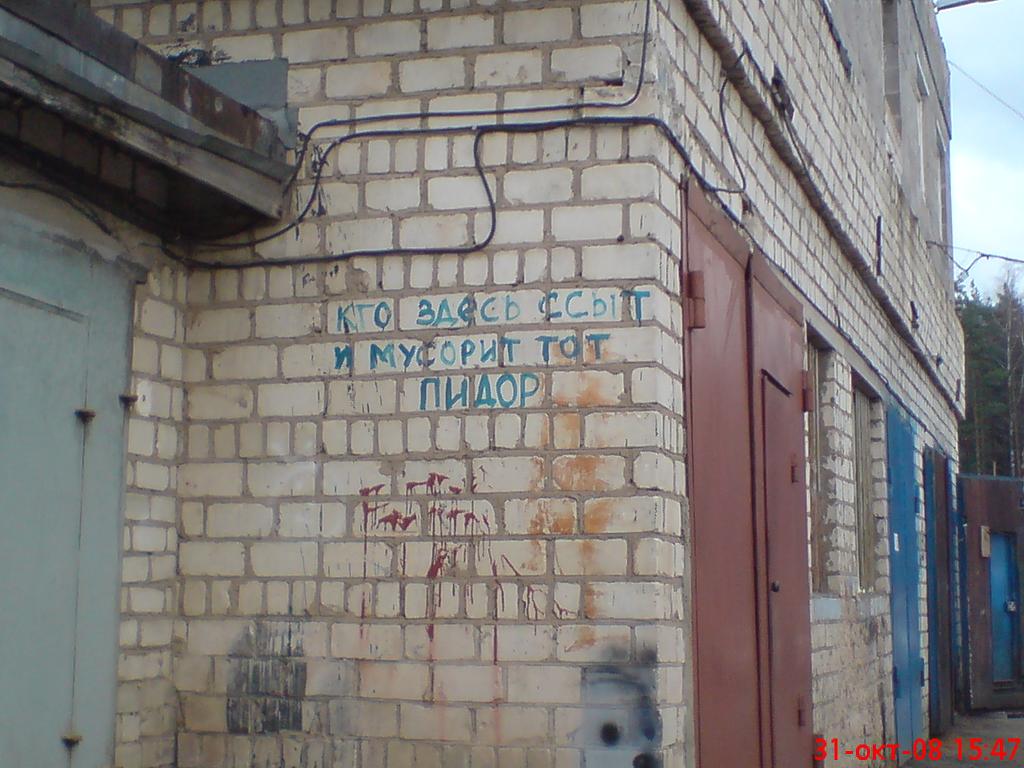 КТО ЗДЕСЬ ССЫТ
И МУСОРИТ ТОТ
ПИДОР
31-окт-08 15:47